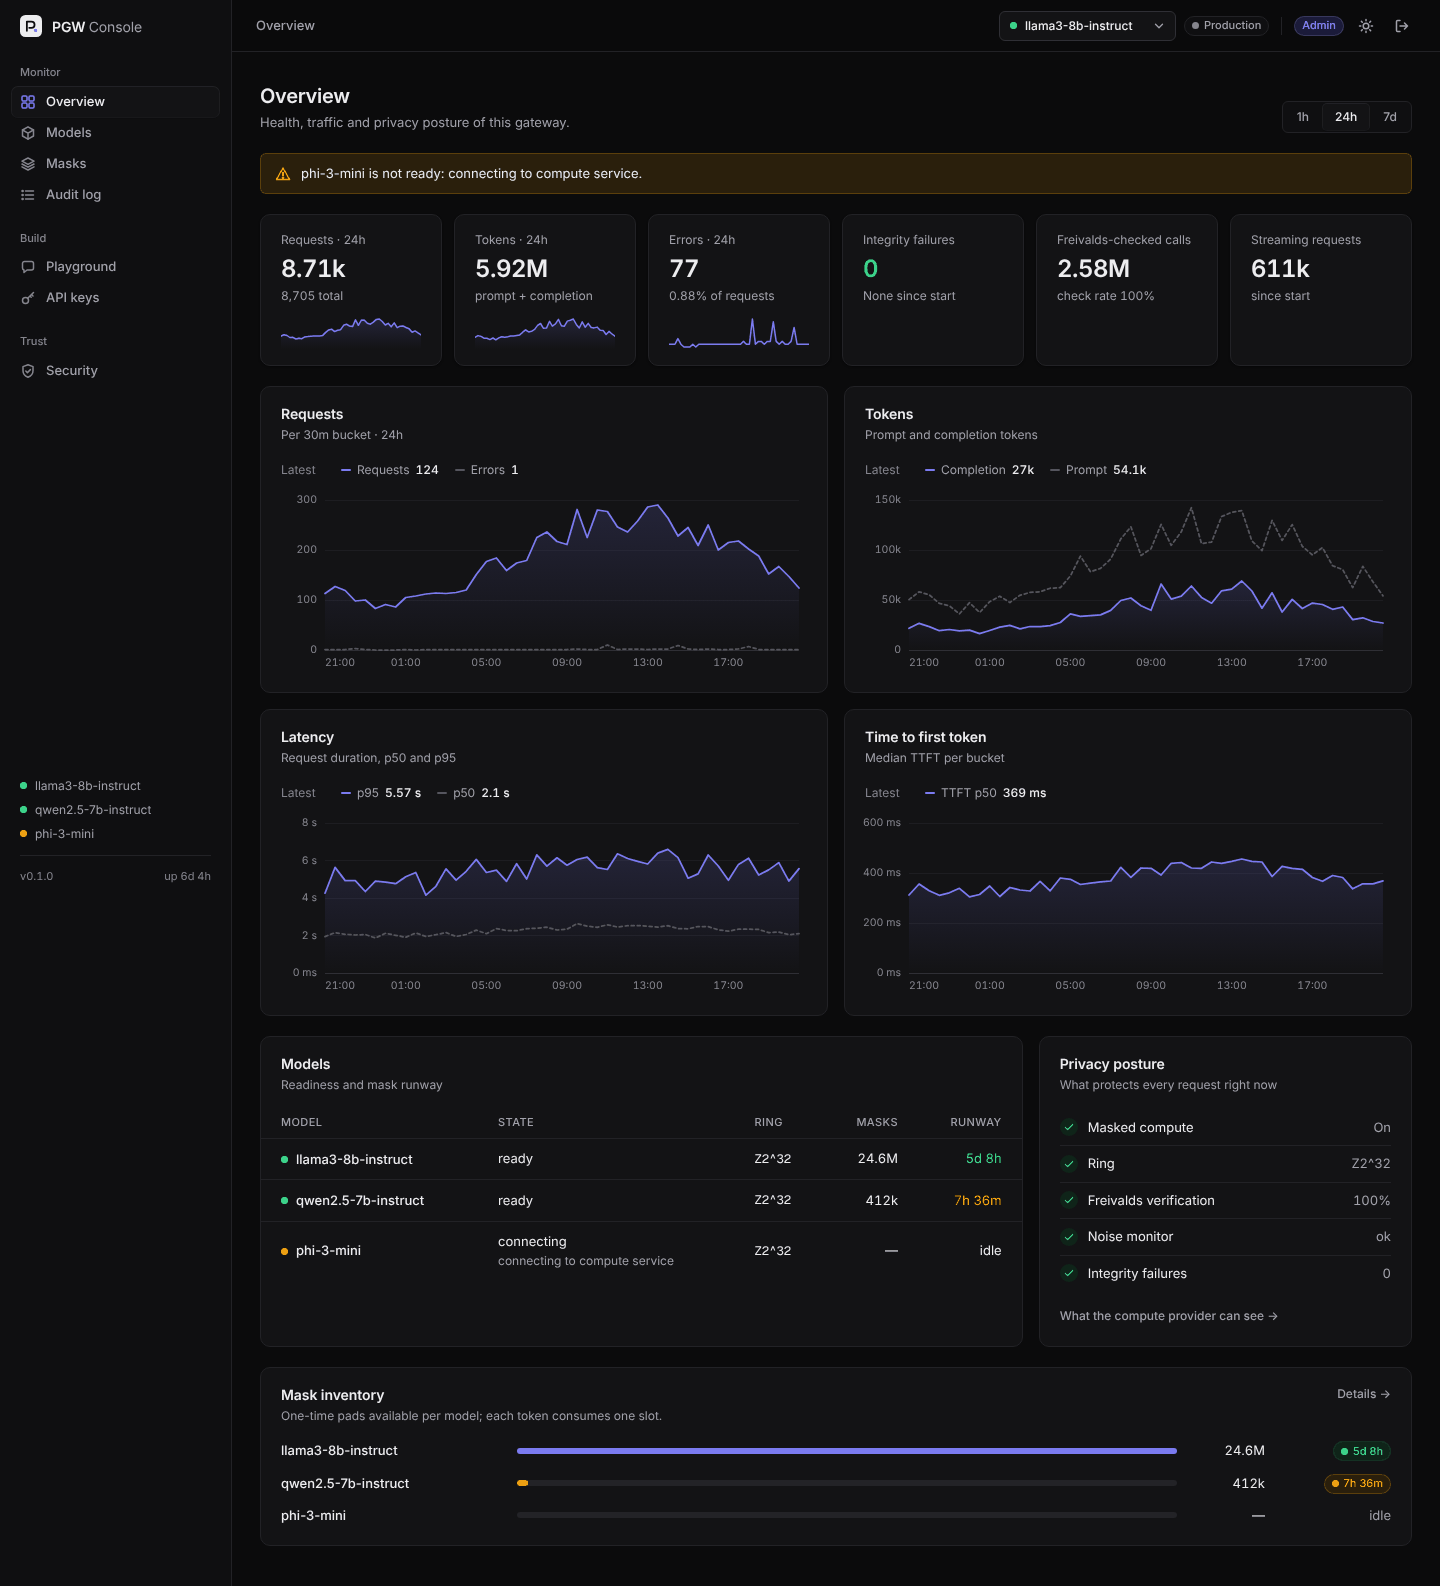 PGW Console
Overview
llama3-8b-instruct
Production
Admin
Monitor
Overview
Models
Masks
Audit log
Build
Playground
API keys
Trust
Security
llama3-8b-instruct
qwen2.5-7b-instruct
phi-3-mini
v0.1.0 up 6d 4h
Overview
Health, traffic and privacy posture of this gateway.
1h 24h 7d
phi-3-mini is not ready: connecting to compute service.
Requests · 24h
8.71k
8,705 total
Tokens · 24h
5.92M
prompt + completion
Errors · 24h
77
0.88% of requests
Integrity failures
0
None since start
Freivalds-checked calls
2.58M
check rate 100%
Streaming requests
611k
since start
Requests
Per 30m bucket · 24h
Latest Requests 124 Errors 1
300
200
100
0
21:00 01:00 05:00 09:00 13:00 17:00
Tokens
Prompt and completion tokens
Latest Completion 27k Prompt 54.1k
150k
100k
50k
0
21:00 01:00 05:00 09:00 13:00 17:00
Latency
Request duration, p50 and p95
Latest p95 5.57 s p50 2.1 s
8 s
6 s
4 s
2 s
0 ms
21:00 01:00 05:00 09:00 13:00 17:00
Time to first token
Median TTFT per bucket
Latest TTFT p50 369 ms
600 ms
400 ms
200 ms
0 ms
21:00 01:00 05:00 09:00 13:00 17:00
Models
Readiness and mask runway
MODEL STATE RING MASKS RUNWAY
llama3-8b-instruct ready Z2^32 24.6M 5d 8h
qwen2.5-7b-instruct ready Z2^32 412k 7h 36m
phi-3-mini connecting Z2^32 — idle
connecting to compute service
Privacy posture
What protects every request right now
Masked compute On
Ring Z2^32
Freivalds verification 100%
Noise monitor ok
Integrity failures 0
What the compute provider can see →
Mask inventory
Details →
One-time pads available per model; each token consumes one slot.
llama3-8b-instruct 24.6M 5d 8h
qwen2.5-7b-instruct 412k 7h 36m
phi-3-mini — idle